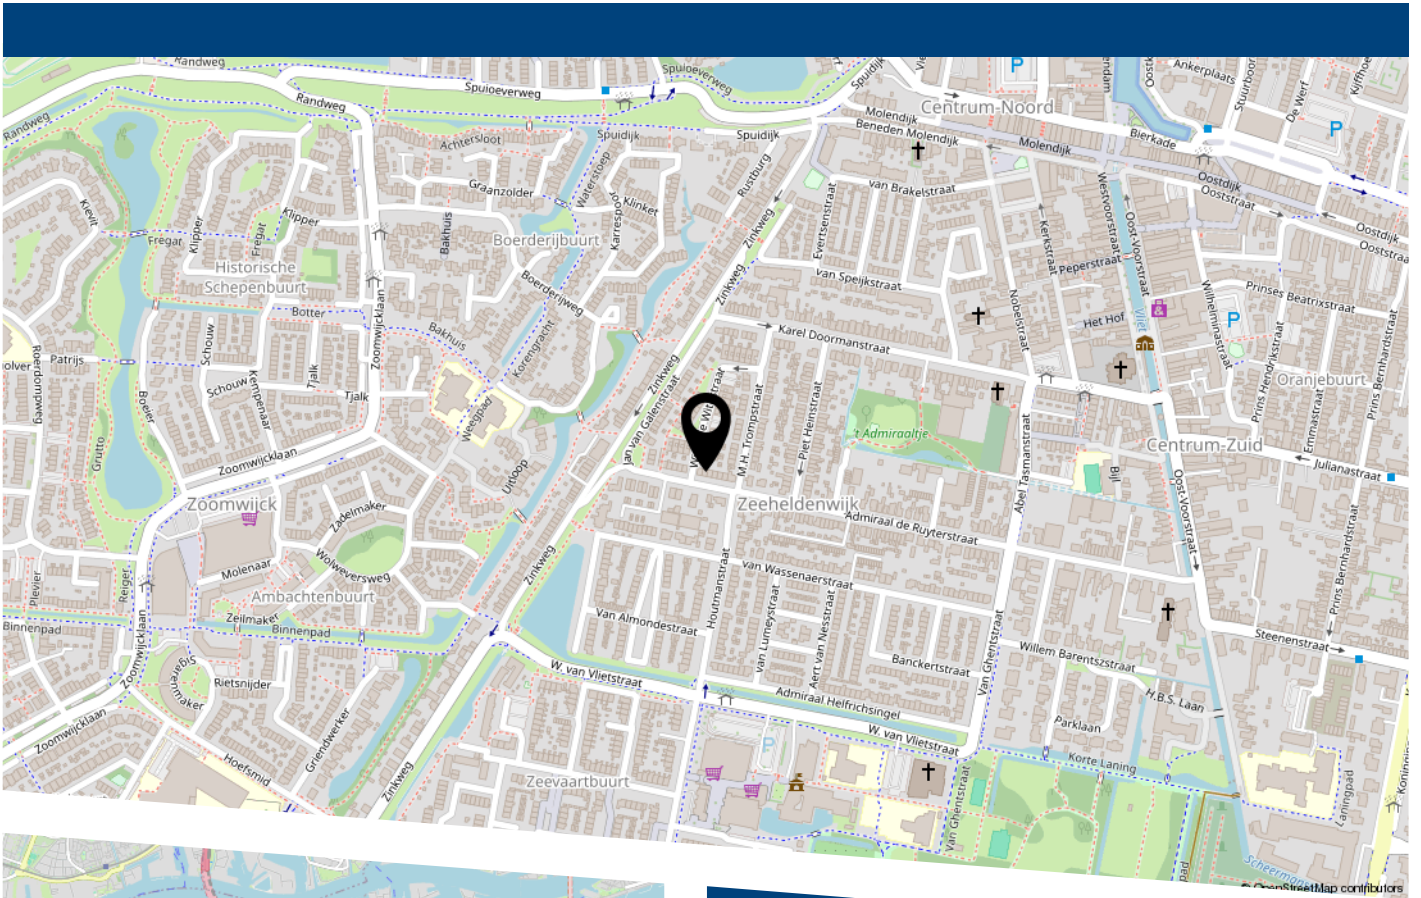 Randweg
Spuioeverweg
Spuidijk
P
Ankerplaats
Spuioeverweg
Randweg
Centrum-Noord
De Werf
Randweg
Molendijk
P
Achtersloot
Spuidijk
Spuidijk
Beneden Molendijk
Molendijk
Bierkade
Waterstoep
Rustburg
Graanzolder
van Brakelstraat
Oostdijk
Ooststraat
Kievit
Klipper
Klipper
Fregat
Klinket
Zinkweg
Evertsenstraat
Westvoorstraat
Oost-Voorstraat
Kerkstraat
Oostdijk
Fregat
Bakhuis
Boerderijbuurt
Historische
Schepenbuurt
Boerderijweg
Zinkweg
van Speijkstraat
Peperstraat
Prinses Beatrixstraat
Botter
Zoomwijcklaan
Bakhuis
Korengracht
Karel Doormanstraat
Nobelstraat
Het Hof
Vliet
Wilhelminastraat
P
Prins Hendrikstraat
Prins Bernhardstraat
Roerdompweg
Patrijs
Schouw
Schouw
Tjalk
Tjalk
Kempenaar
Boeier
Zinkweg
Jan van Galenstraat
M.H. Trompstraat
Piet Heinstraat
Oranjebuurt
Emmastraat
Weegpad
't Admiraaltje
Centrum-Zuid
Grutto
Zoomwijcklaan
Uitloop
Abel Tasmanstraat
Bijl
Julianastraat
Zoomwijck
Zadelmaker
Zeeheldenwijk
Admiraal de Ruyterstraat
Oost-Voorstraat
Prins Bernhardstraat
Molenaar
Wolweversweg
Zinkweg
Houtmanstraat
van Wassenaerstraat
Plevier
Reiger
Ambachtenbuurt
Zeilmaker
Binnenpad
Binnenpad
Van Almondestraat
van Lumeystraat
Aert van Nesstraat
Van Ghentstraat
Steenenstraat
Zoomwijcklaan
Sigarenmaker
Rietsnijder
W. van Vlietstraat
Banckertstraat
Willem Barentszstraat
Admiraal Helfrichsingel
H.B.S. Laan
Zoomwijcklaan
Griendwerker
Parklaan
W. van Vlietstraat
P
Hoefsmid
Zinkweg
Zeevaartbuurt
Korte Laning
Van Ghentstraat
Laningpad
© OpenStreetMap contributors